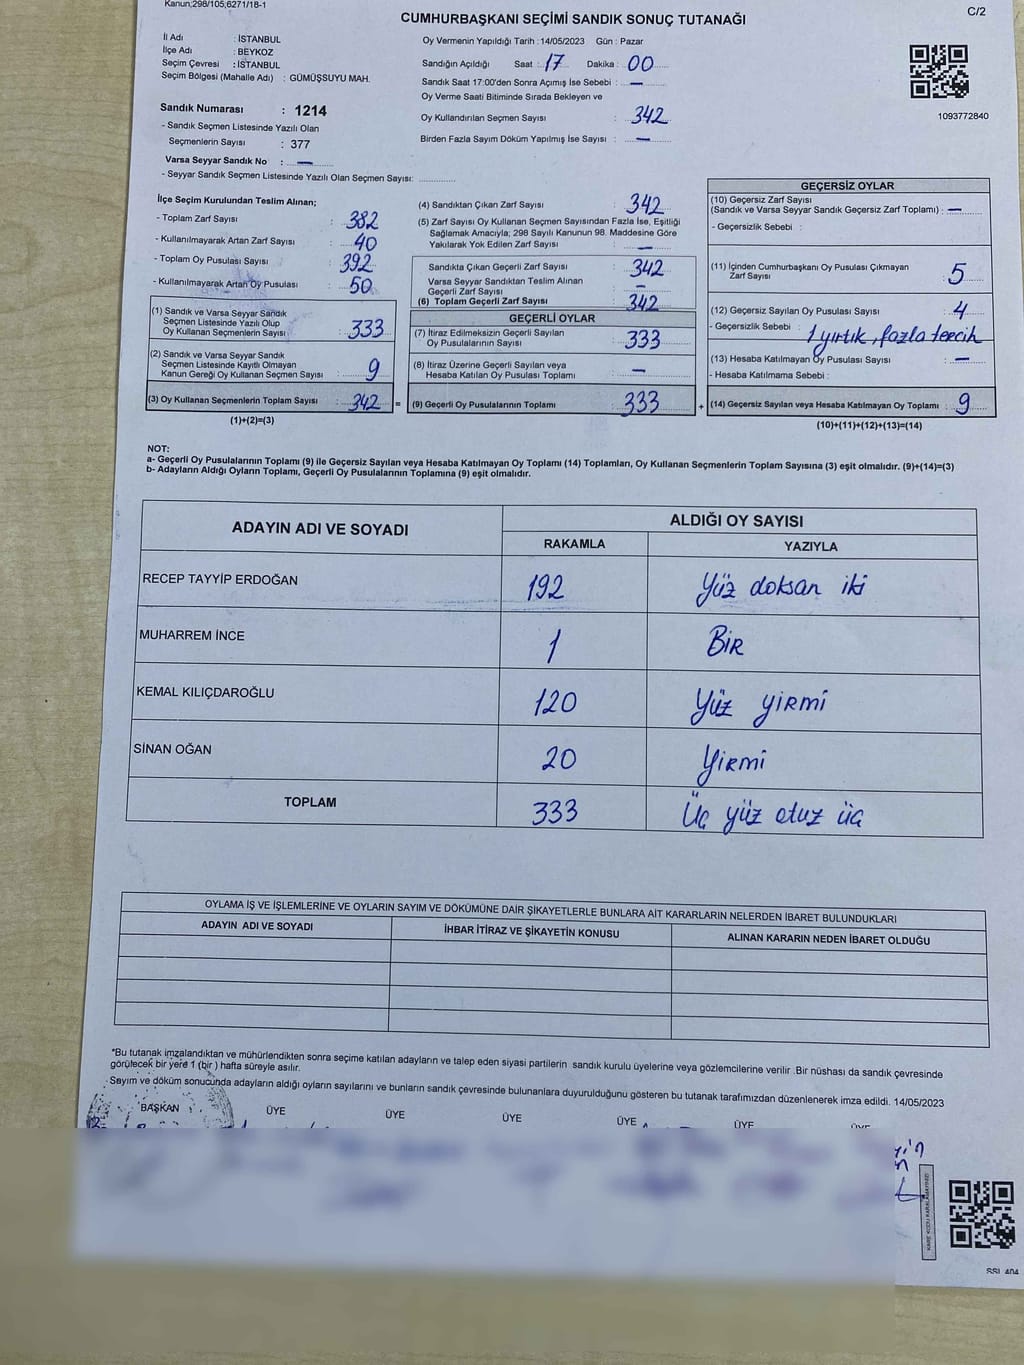 Kanun;298/105,6271/18-1
C/2
CUMHURBAŞKANI SEÇİMİ SANDIK SONUÇ TUTANAĞI
İl Adı : İSTANBUL
İlçe Adı : BEYKOZ
Seçim Çevresi : İSTANBUL
Seçim Bölgesi (Mahalle Adı) : GÜMÜŞSUYU MAH.
Sandık Numarası : 1214
- Sandık Seçmen Listesinde Yazılı Olan
Seçmenlerin Sayısı : 377
Varsa Seyyar Sandık No : —
- Seyyar Sandık Seçmen Listesinde Yazılı Olan Seçmen Sayısı:
Oy Vermenin Yapıldığı Tarih : 14/05/2023 Gün : Pazar
Sandığın Açıldığı Saat : 17 Dakika : 00
Sandık Saat 17:00'den Sonra Açımış İse Sebebi : —
Oy Verme Saati Bitiminde Sırada Bekleyen ve
Oy Kullandırılan Seçmen Sayısı : 342
Birden Fazla Sayım Döküm Yapılmış İse Sayısı : —
1093772840
İlçe Seçim Kurulundan Teslim Alınan;
- Toplam Zarf Sayısı : 382
- Kullanılmayarak Artan Zarf Sayısı : 40
- Toplam Oy Pusulası Sayısı : 392
- Kullanılmayarak Artan Oy Pusulası : 50
(1) Sandık ve Varsa Seyyar Sandık
Seçmen Listesinde Yazılı Olup
Oy Kullanan Seçmenlerin Sayısı : 333
(2) Sandık ve Varsa Seyyar Sandık
Seçmen Listesinde Kayıtlı Olmayan
Kanun Gereği Oy Kullanan Seçmen Sayısı : 9
(3) Oy Kullanan Seçmenlerin Toplam Sayısı : 342 =
(1)+(2)=(3)
(4) Sandıktan Çıkan Zarf Sayısı : 342
(5) Zarf Sayısı Oy Kullanan Seçmen Sayısından Fazla İse, Eşitliği
Sağlamak Amacıyla; 298 Sayılı Kanunun 98. Maddesine Göre
Yakılarak Yok Edilen Zarf Sayısı : —
Sandıkta Çıkan Geçerli Zarf Sayısı : 342
Varsa Seyyar Sandıktan Teslim Alınan
Geçerli Zarf Sayısı : —
(6) Toplam Geçerli Zarf Sayısı : 342
GEÇERLİ OYLAR
(7) İtiraz Edilmeksizin Geçerli Sayılan
Oy Pusulalarının Sayısı : 333
(8) İtiraz Üzerine Geçerli Sayılan veya
Hesaba Katılan Oy Pusulası Toplamı : —
(9) Geçerli Oy Pusulalarının Toplamı : 333 +
GEÇERSİZ OYLAR
(10) Geçersiz Zarf Sayısı
(Sandık ve Varsa Seyyar Sandık Geçersiz Zarf Toplamı) : —
- Geçersizlik Sebebi :
(11) İçinden Cumhurbaşkanı Oy Pusulası Çıkmayan
Zarf Sayısı : 5
(12) Geçersiz Sayılan Oy Pusulası Sayısı : 4
- Geçersizlik Sebebi : 1 yırtık, fazla tercih
(13) Hesaba Katılmayan Oy Pusulası Sayısı : —
- Hesaba Katılmama Sebebi :
(14) Geçersiz Sayılan veya Hesaba Katılmayan Oy Toplamı : 9
(10)+(11)+(12)+(13)=(14)
NOT:
a- Geçerli Oy Pusulalarının Toplamı (9) ile Geçersiz Sayılan veya Hesaba Katılmayan Oy Toplamı (14) Toplamları, Oy Kullanan Seçmenlerin Toplam Sayısına (3) eşit olmalıdır. (9)+(14)=(3)
b- Adayların Aldığı Oyların Toplamı, Geçerli Oy Pusulalarının Toplamına (9) eşit olmalıdır.
ADAYIN ADI VE SOYADI ALDIĞI OY SAYISI
RAKAMLA YAZIYLA
RECEP TAYYİP ERDOĞAN 192 Yüz doksan iki
MUHARREM İNCE 1 BİR
KEMAL KILIÇDAROĞLU 120 Yüz yirmi
SİNAN OĞAN 20 Yirmi
TOPLAM 333 Üç yüz otuz üç
OYLAMA İŞ VE İŞLEMLERİNE VE OYLARIN SAYIM VE DÖKÜMÜNE DAİR ŞİKAYETLERLE BUNLARA AİT KARARLARIN NELERDEN İBARET BULUNDUKLARI
ADAYIN ADI VE SOYADI İHBAR İTİRAZ VE ŞİKAYETİN KONUSU ALINAN KARARIN NEDEN İBARET OLDUĞU
*Bu tutanak imzalandıktan ve mühürlendikten sonra seçime katılan adayların ve talep eden siyasi partilerin sandık kurulu üyelerine veya gözlemcilerine verilir .Bir nüshası da sandık çevresinde
görülecek bir yere 1 (bir ) hafta süreyle asılır.
Sayım ve döküm sonucunda adayların aldığı oyların sayılarını ve bunların sandık çevresinde bulunanlara duyurulduğunu gösteren bu tutanak tarafımızdan düzenlenerek imza edildi. 14/05/2023
BAŞKAN ÜYE ÜYE ÜYE ÜYE ÜYE ÜYE